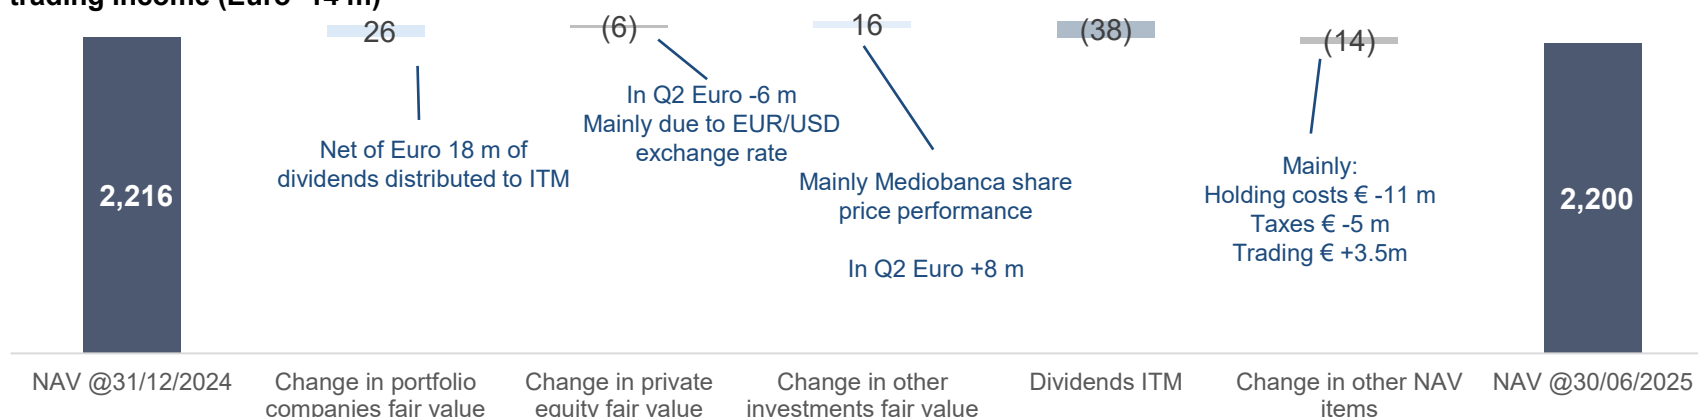 trading income (Euro -14 m)
26
(6)
16
(38)
(14)
In Q2 Euro -6 m
Mainly due to EUR/USD
exchange rate
Net of Euro 18 m of
dividends distributed to ITM
Mainly Mediobanca share
price performance
In Q2 Euro +8 m
Mainly:
Holding costs € -11 m
Taxes € -5 m
Trading € +3.5m
2,216
2,200
NAV @31/12/2024
Change in portfolio
companies fair value
Change in private
equity fair value
Change in other
investments fair value
Dividends ITM
Change in other NAV
items
NAV @30/06/2025